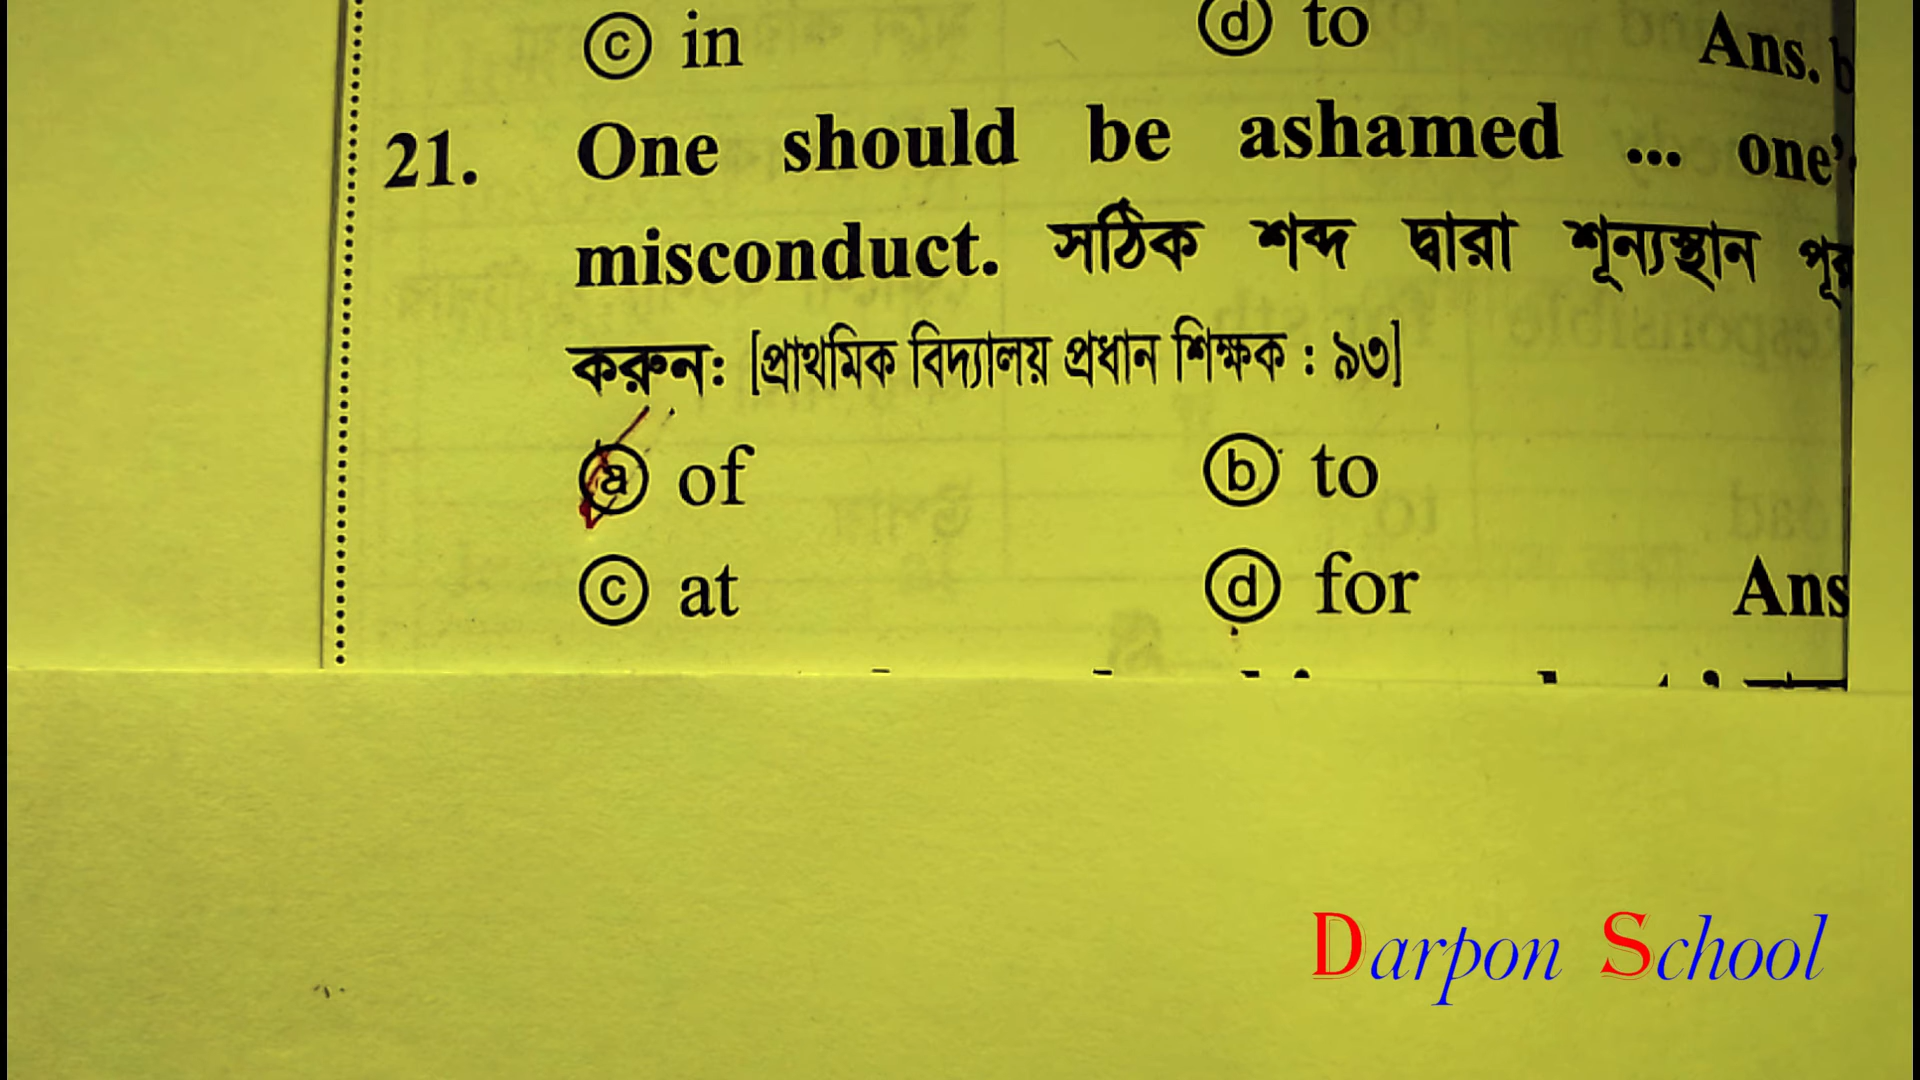 ⓒ in ⓓ to Ans. b
21. One should be ashamed ... one's
misconduct. সঠিক শব্দ দ্বারা শূন্যস্থান
করুন: [প্রাথমিক বিদ্যালয় প্রধান শিক্ষক : ৯৩]
ⓐ of ⓑ to
ⓒ at ⓓ for Ans
Darpon School